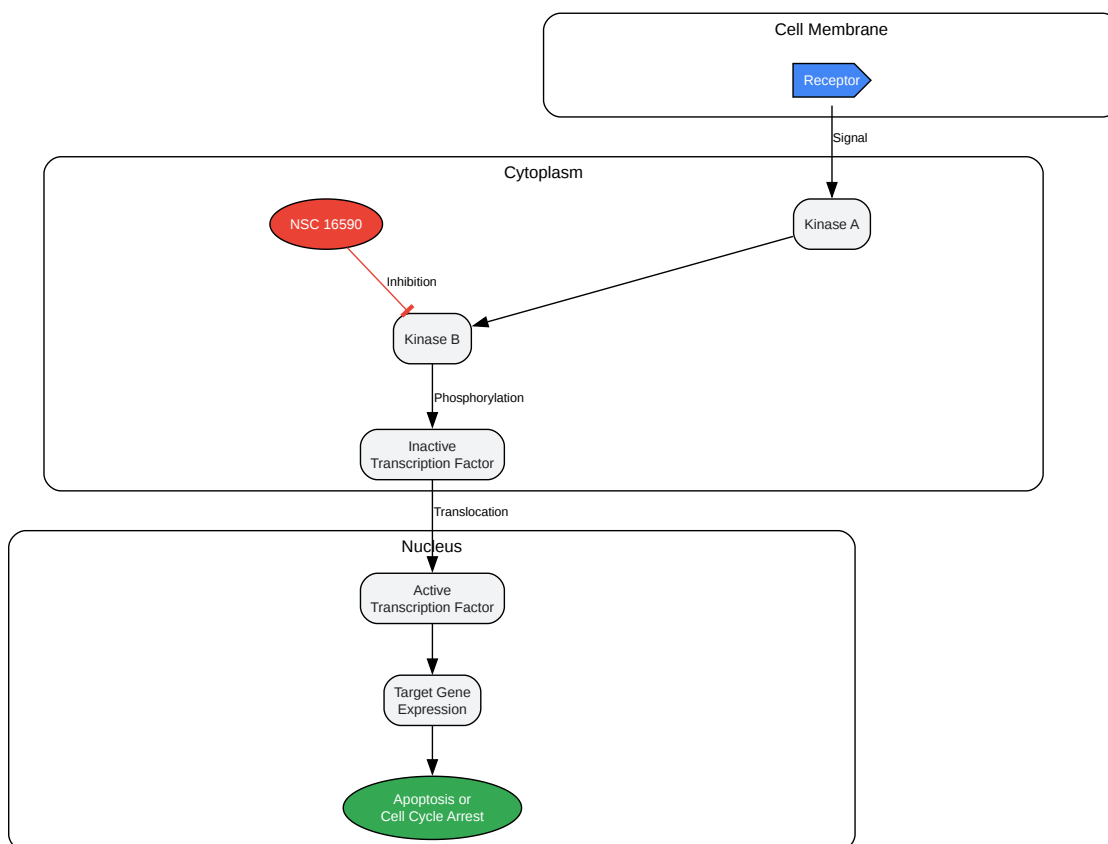 Cell Membrane
Receptor
Signal
Cytoplasm
NSC 16590
Kinase A
Inhibition
Kinase B
Phosphorylation
Inactive
Transcription Factor
Translocation
Nucleus
Active
Transcription Factor
Target Gene
Expression
Apoptosis or
Cell Cycle Arrest